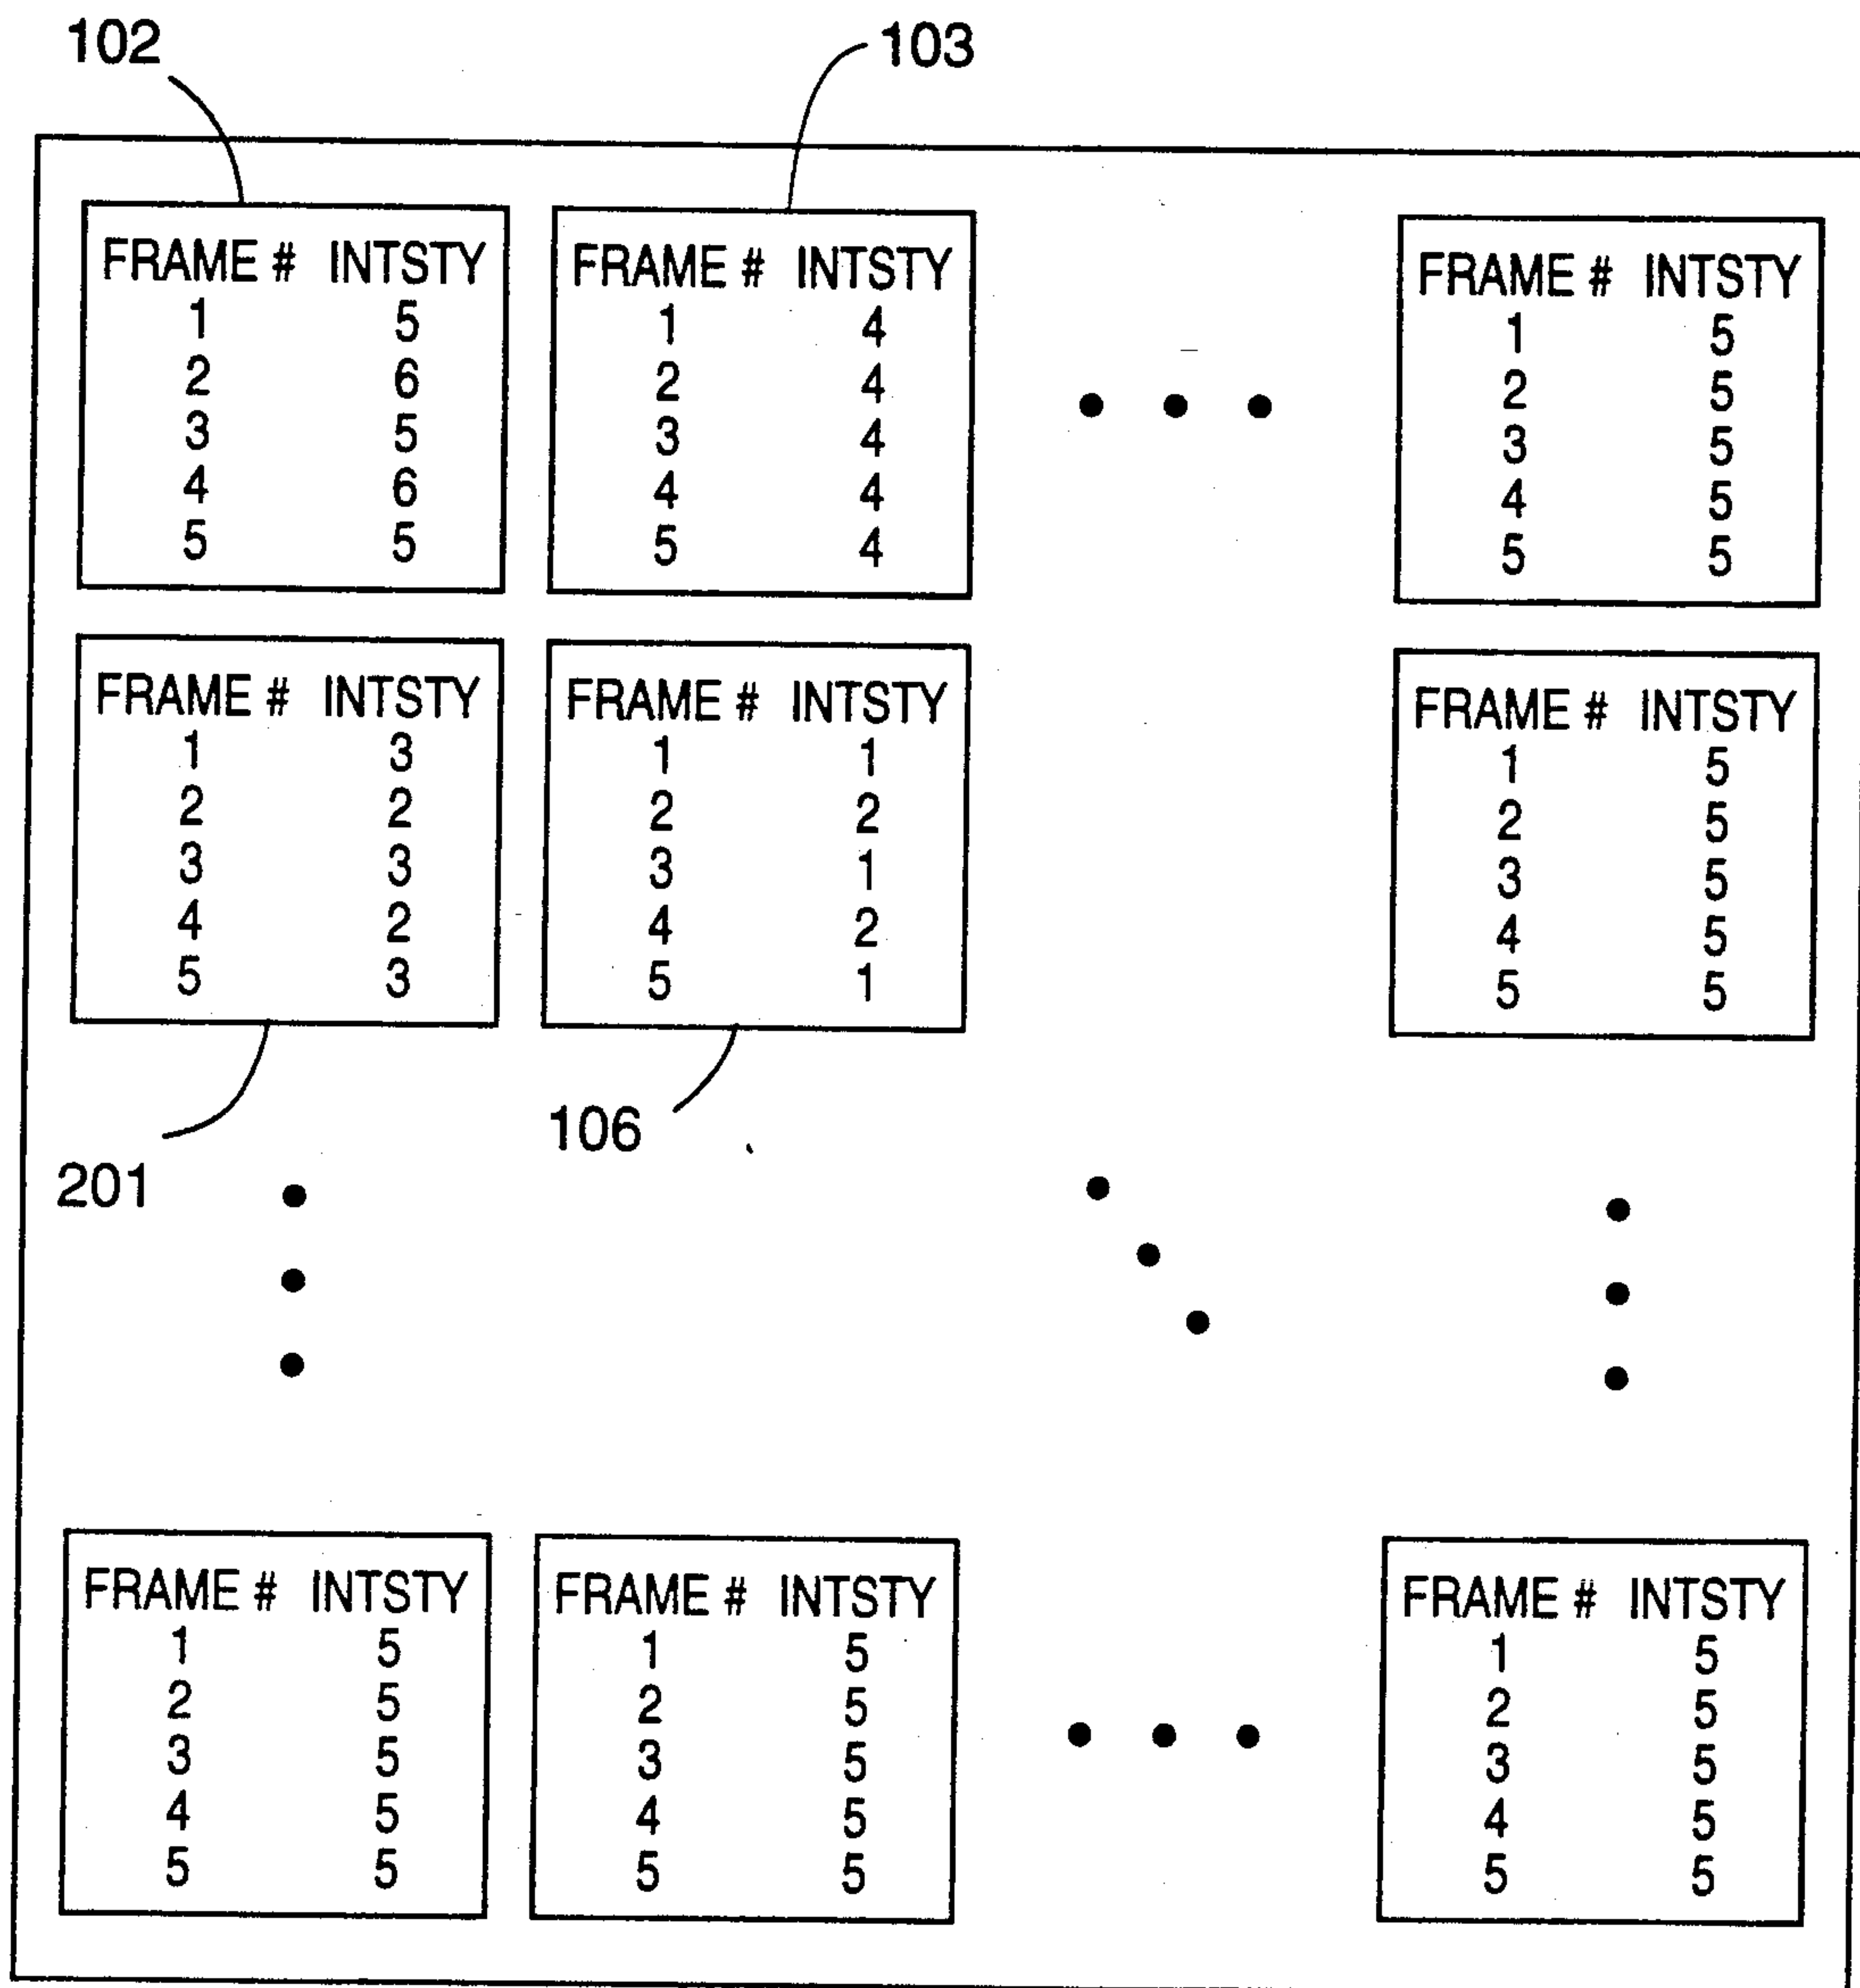 102 103
FRAME # INTSTY FRAME # INTSTY FRAME # INTSTY
1 5 1 4 1 5
2 6 2 4 2 5
3 5 3 4 3 5
4 6 4 4 4 5
5 5 5 4 5 5
FRAME # INTSTY FRAME # INTSTY FRAME # INTSTY
1 3 1 1 1 5
2 2 2 2 2 5
3 3 3 1 3 5
4 2 4 2 4 5
5 3 5 1 5 5
106
201
FRAME # INTSTY FRAME # INTSTY FRAME # INTSTY
1 5 1 5 1 5
2 5 2 5 2 5
3 5 3 5 3 5
4 5 4 5 4 5
5 5 5 5 5 5